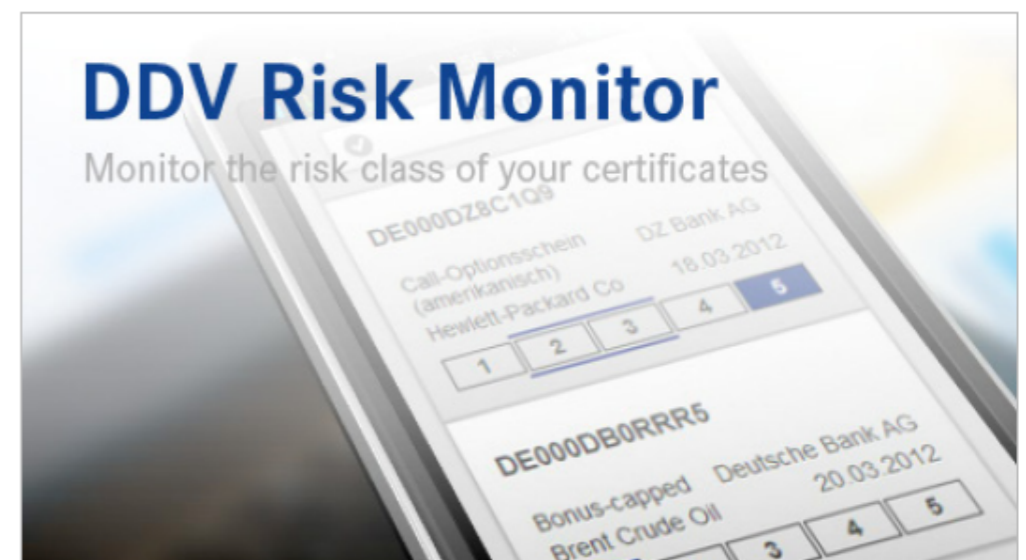 DDV Risk Monitor
Monitor the risk class of your certificates
DE000DZ8C1Q9
Call-Optionsschein DZ Bank AG
(amerikanisch) 18.03.2012
Hewlett-Packard Co
1 2 3 4 5
DE000DB0RRR5
Bonus-capped Deutsche Bank AG
Brent Crude Oil 20.03.2012
3 4 5